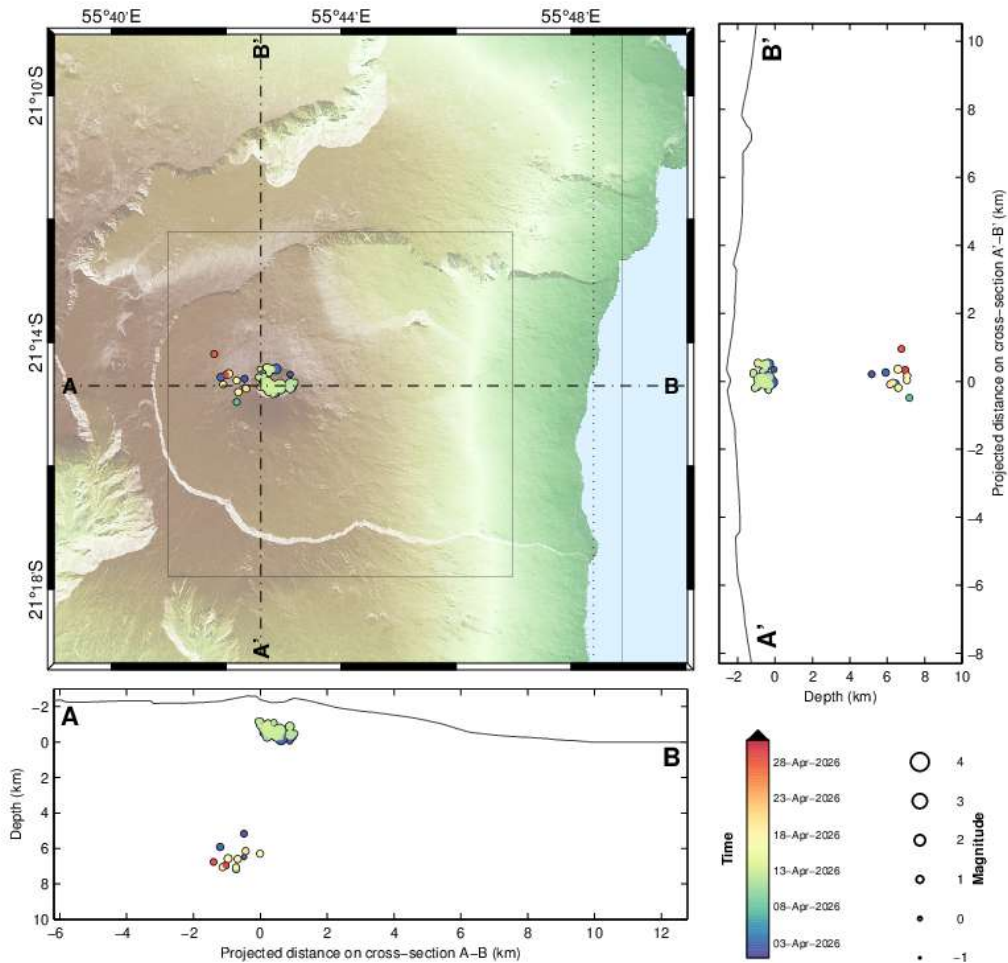 55°40'E 55°44'E 55°48'E
21°10'S
21°14'S
21°18'S
A
B
B'
A'
B'
A'
10
8
6
4
2
0
−2
−4
−6
−8
Projected distance on cross−section A'−B' (km)
−2 0 2 4 6 8 10
Depth (km)
A
B
−2
0
2
4
6
8
10
Depth (km)
−6 −4 −2 0 2 4 6 8 10 12
Projected distance on cross−section A−B (km)
Time
28−Apr−2026
23−Apr−2026
18−Apr−2026
13−Apr−2026
08−Apr−2026
03−Apr−2026
4
3
2
1
0
−1
Magnitude